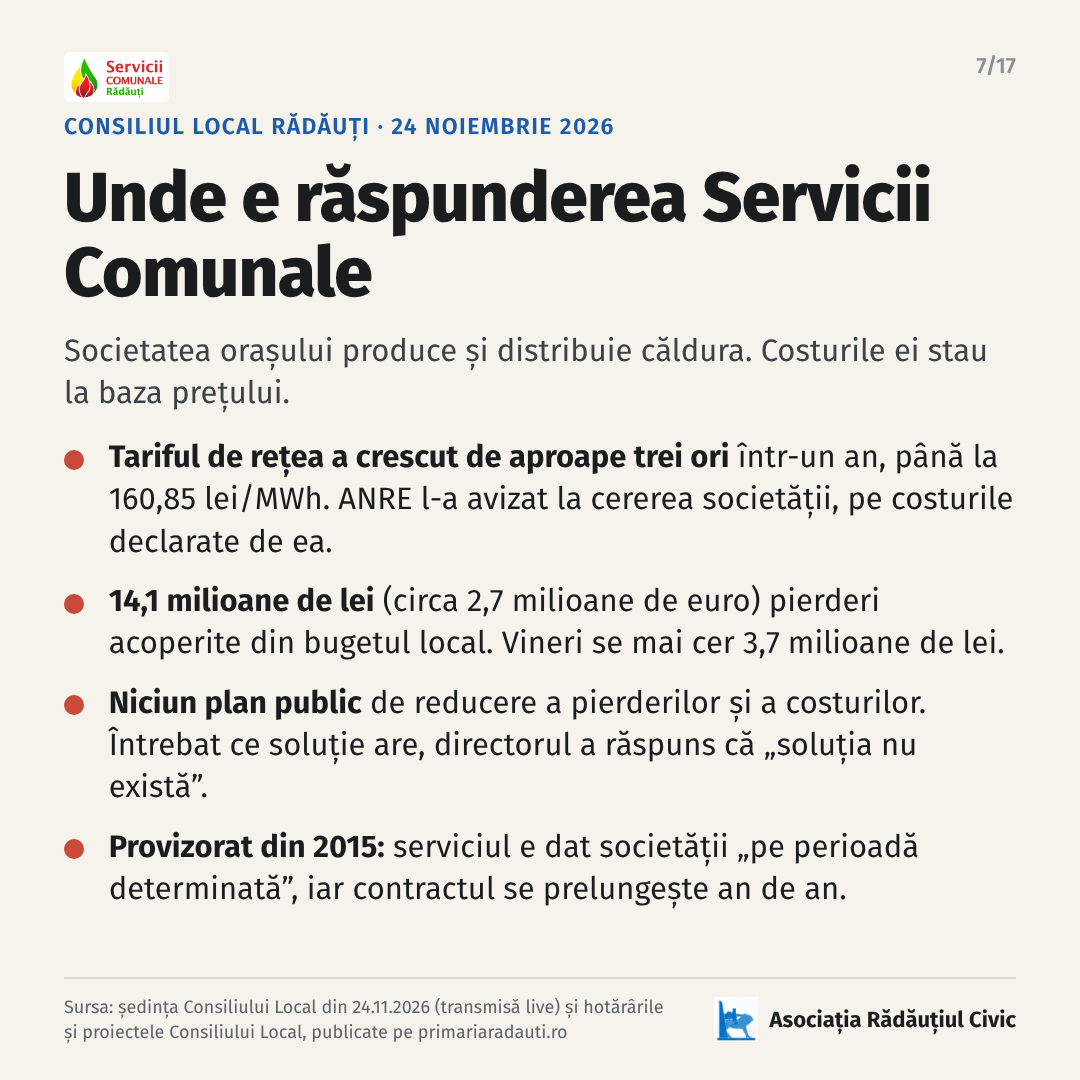 Servicii
COMUNALE
Rădăuți
7/17
CONSILIUL LOCAL RĂDĂUȚI · 24 NOIEMBRIE 2026
Unde e răspunderea Servicii
Comunale
Societatea orașului produce și distribuie căldura. Costurile ei stau
la baza prețului.
Tariful de rețea a crescut de aproape trei ori într-un an, până la
160,85 lei/MWh. ANRE l-a avizat la cererea societății, pe costurile
declarate de ea.
14,1 milioane de lei (circa 2,7 milioane de euro) pierderi
acoperite din bugetul local. Vineri se mai cer 3,7 milioane de lei.
Niciun plan public de reducere a pierderilor și a costurilor.
Întrebat ce soluție are, directorul a răspuns că „soluția nu
există”.
Provizorat din 2015: serviciul e dat societății „pe perioadă
determinată”, iar contractul se prelungește an de an.
Sursa: ședința Consiliului Local din 24.11.2026 (transmisă live) și hotărârile
și proiectele Consiliului Local, publicate pe primariaradauti.ro
Asociația Rădăuțiul Civic